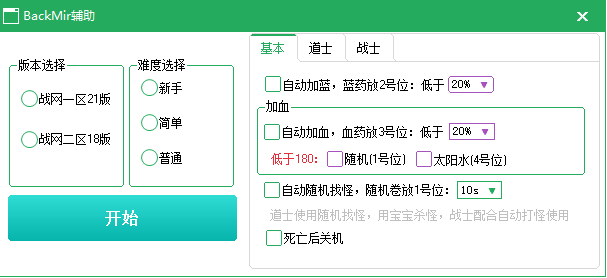 BackMir辅助
版本选择
战网一区21版
战网二区18版
难度选择
新手
简单
普通
开始
基本 道士 战士
自动加蓝，蓝药放2号位：低于 20%
加血
自动加血，血药放3号位：低于 20%
低于180： 随机(1号位) 太阳水(4号位)
自动随机找怪，随机卷放1号位： 10s
道士使用随机找怪，用宝宝杀怪，战士配合自动打怪使用
死亡后关机